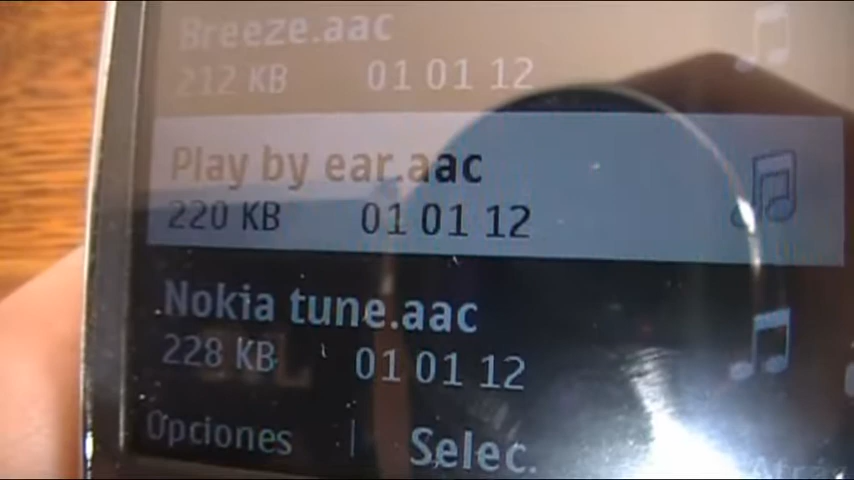 Breeze.aac
212 KB 01 01 12
Play by ear.aac
220 KB 01 01 12
Nokia tune.aac
228 KB 01 01 12
Opciones | Selec. Atrás